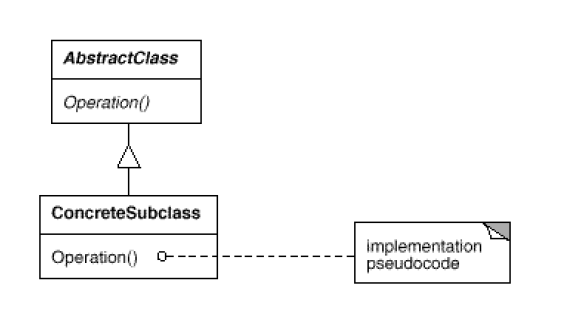 AbstractClass
Operation()
ConcreteSubclass
Operation()
implementation
pseudocode